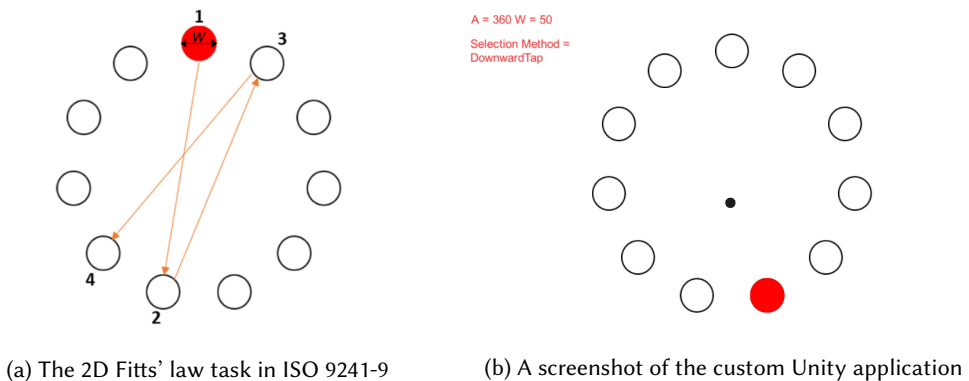 1
W
3
4
2
A = 360 W = 50
Selection Method =
DownwardTap
(a) The 2D Fitts’ law task in ISO 9241-9
(b) A screenshot of the custom Unity application